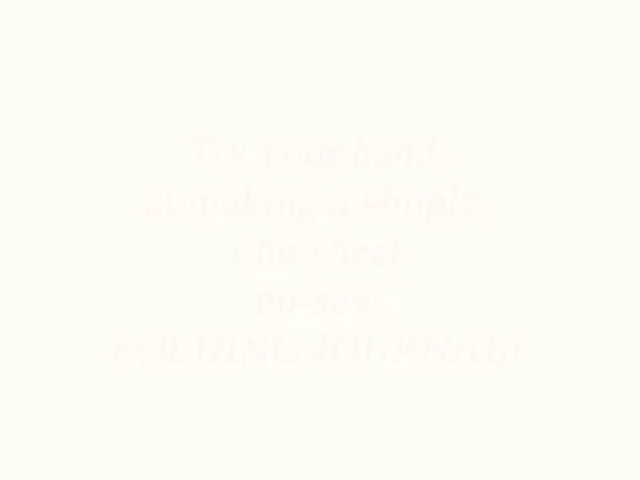 Try your hand
at making a simple,
one-sheet
no-sew
FOLDING JOURNAL!